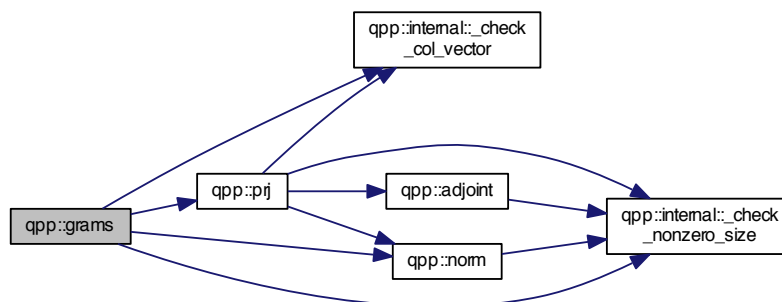 qpp::internal::_check
_col_vector
qpp::prj
qpp::adjoint
qpp::internal::_check
_nonzero_size
qpp::grams
qpp::norm